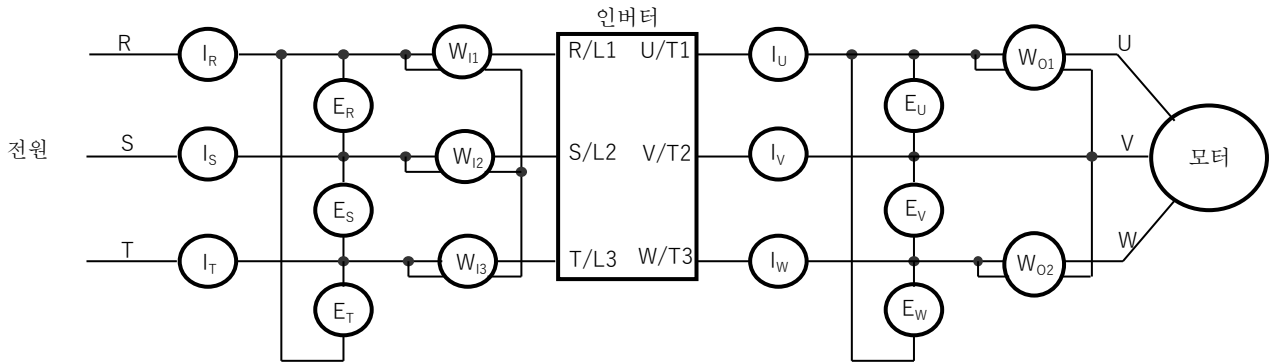 인버터
R
I_R
W_I1
R/L1 U/T1
I_U
W_O1
U
E_R
E_U
전원
S
I_S
W_I2
S/L2 V/T2
I_V
V
모터
E_S
E_V
T
I_T
W_I3
T/L3 W/T3
I_W
W_O2
W
E_T
E_W